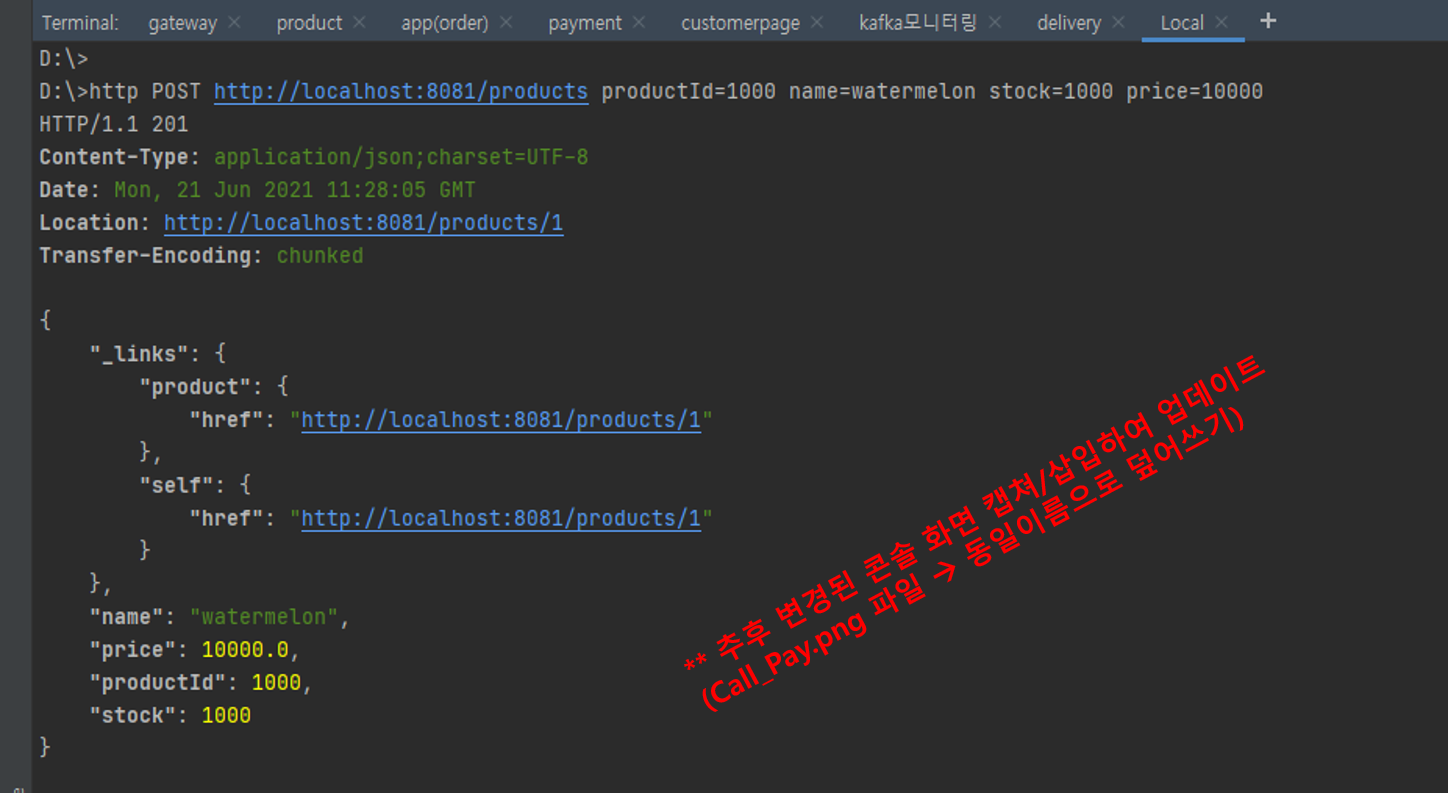 Terminal: gateway × product × app(order) × payment × customerpage × kafka모니터링 × delivery × Local × +
D:\>
D:\>http POST http://localhost:8081/products productId=1000 name=watermelon stock=1000 price=10000
HTTP/1.1 201
Content-Type: application/json;charset=UTF-8
Date: Mon, 21 Jun 2021 11:28:05 GMT
Location: http://localhost:8081/products/1
Transfer-Encoding: chunked
{
"_links": {
"product": {
"href": "http://localhost:8081/products/1"
},
"self": {
"href": "http://localhost:8081/products/1"
}
},
"name": "watermelon",
"price": 10000.0,
"productId": 1000,
"stock": 1000
}
** 추후 변경된 콘솔 화면 캡쳐/삽입하여 업데이트
(Call_Pay.png 파일 → 동일이름으로 덮어쓰기)